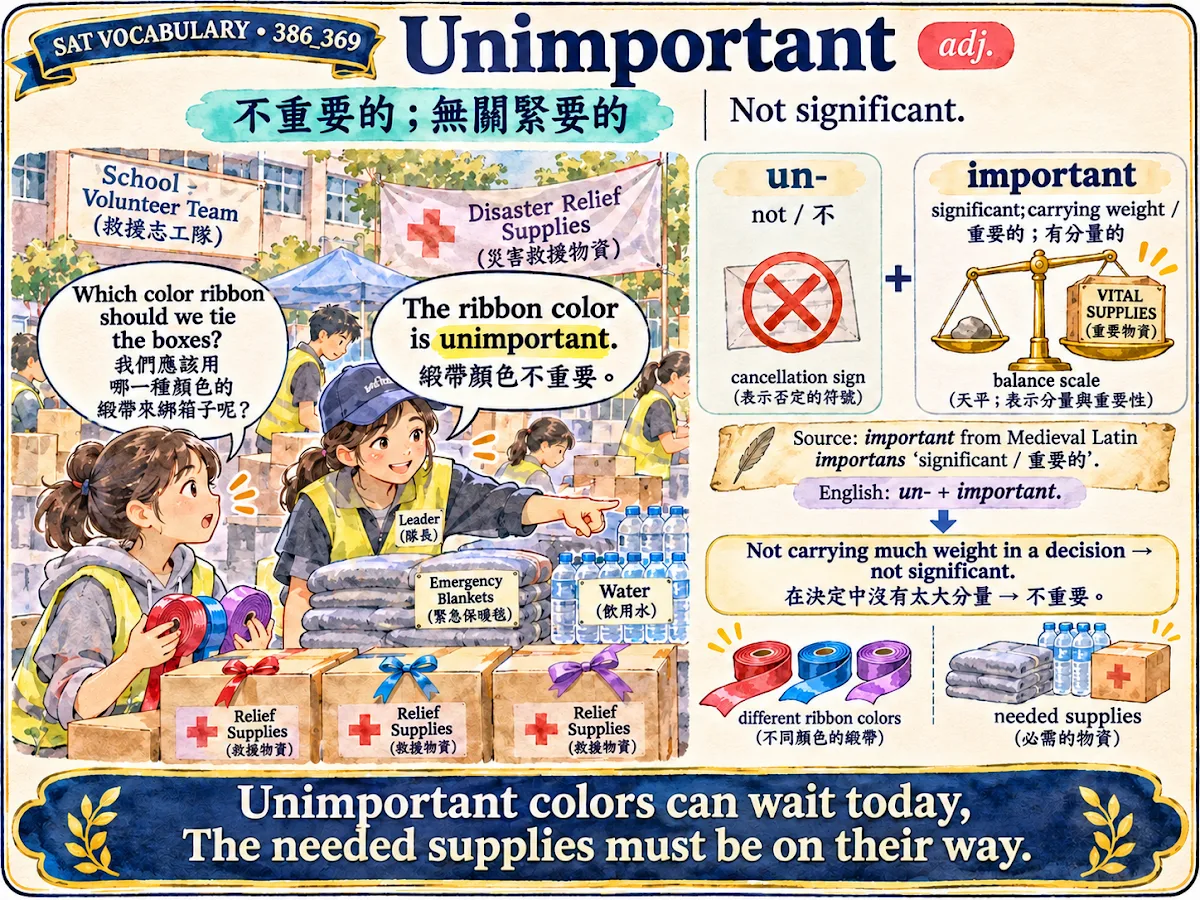 SAT VOCABULARY • 386_369
Unimportant
adj.
不重要的；無關緊要的
Not significant.
School
Volunteer Team
(救援志工隊)
Disaster Relief
Supplies
(災害救援物資)
Which color ribbon
should we tie
the boxes?
我們應該用
哪一種顏色的
緞帶來綁箱子呢？
The ribbon color
is unimportant.
緞帶顏色不重要。
Leader
(隊長)
Emergency
Blankets
(緊急保暖毯)
Water
(飲用水)
Relief
Supplies
(救援物資)
Relief
Supplies
(救援物資)
Relief
Supplies
(救援物資)
un-
not / 不
cancellation sign
(表示否定的符號)
+
important
significant; carrying weight /
重要的；有分量的
VITAL
SUPPLIES
(重要物資)
balance scale
(天平；表示分量與重要性)
Source: important from Medieval Latin
importans ‘significant / 重要的’.
English: un- + important.
Not carrying much weight in a decision →
not significant.
在決定中沒有太大分量 → 不重要。
different ribbon colors
(不同顏色的緞帶)
needed supplies
(必需的物資)
Unimportant colors can wait today,
The needed supplies must be on their way.